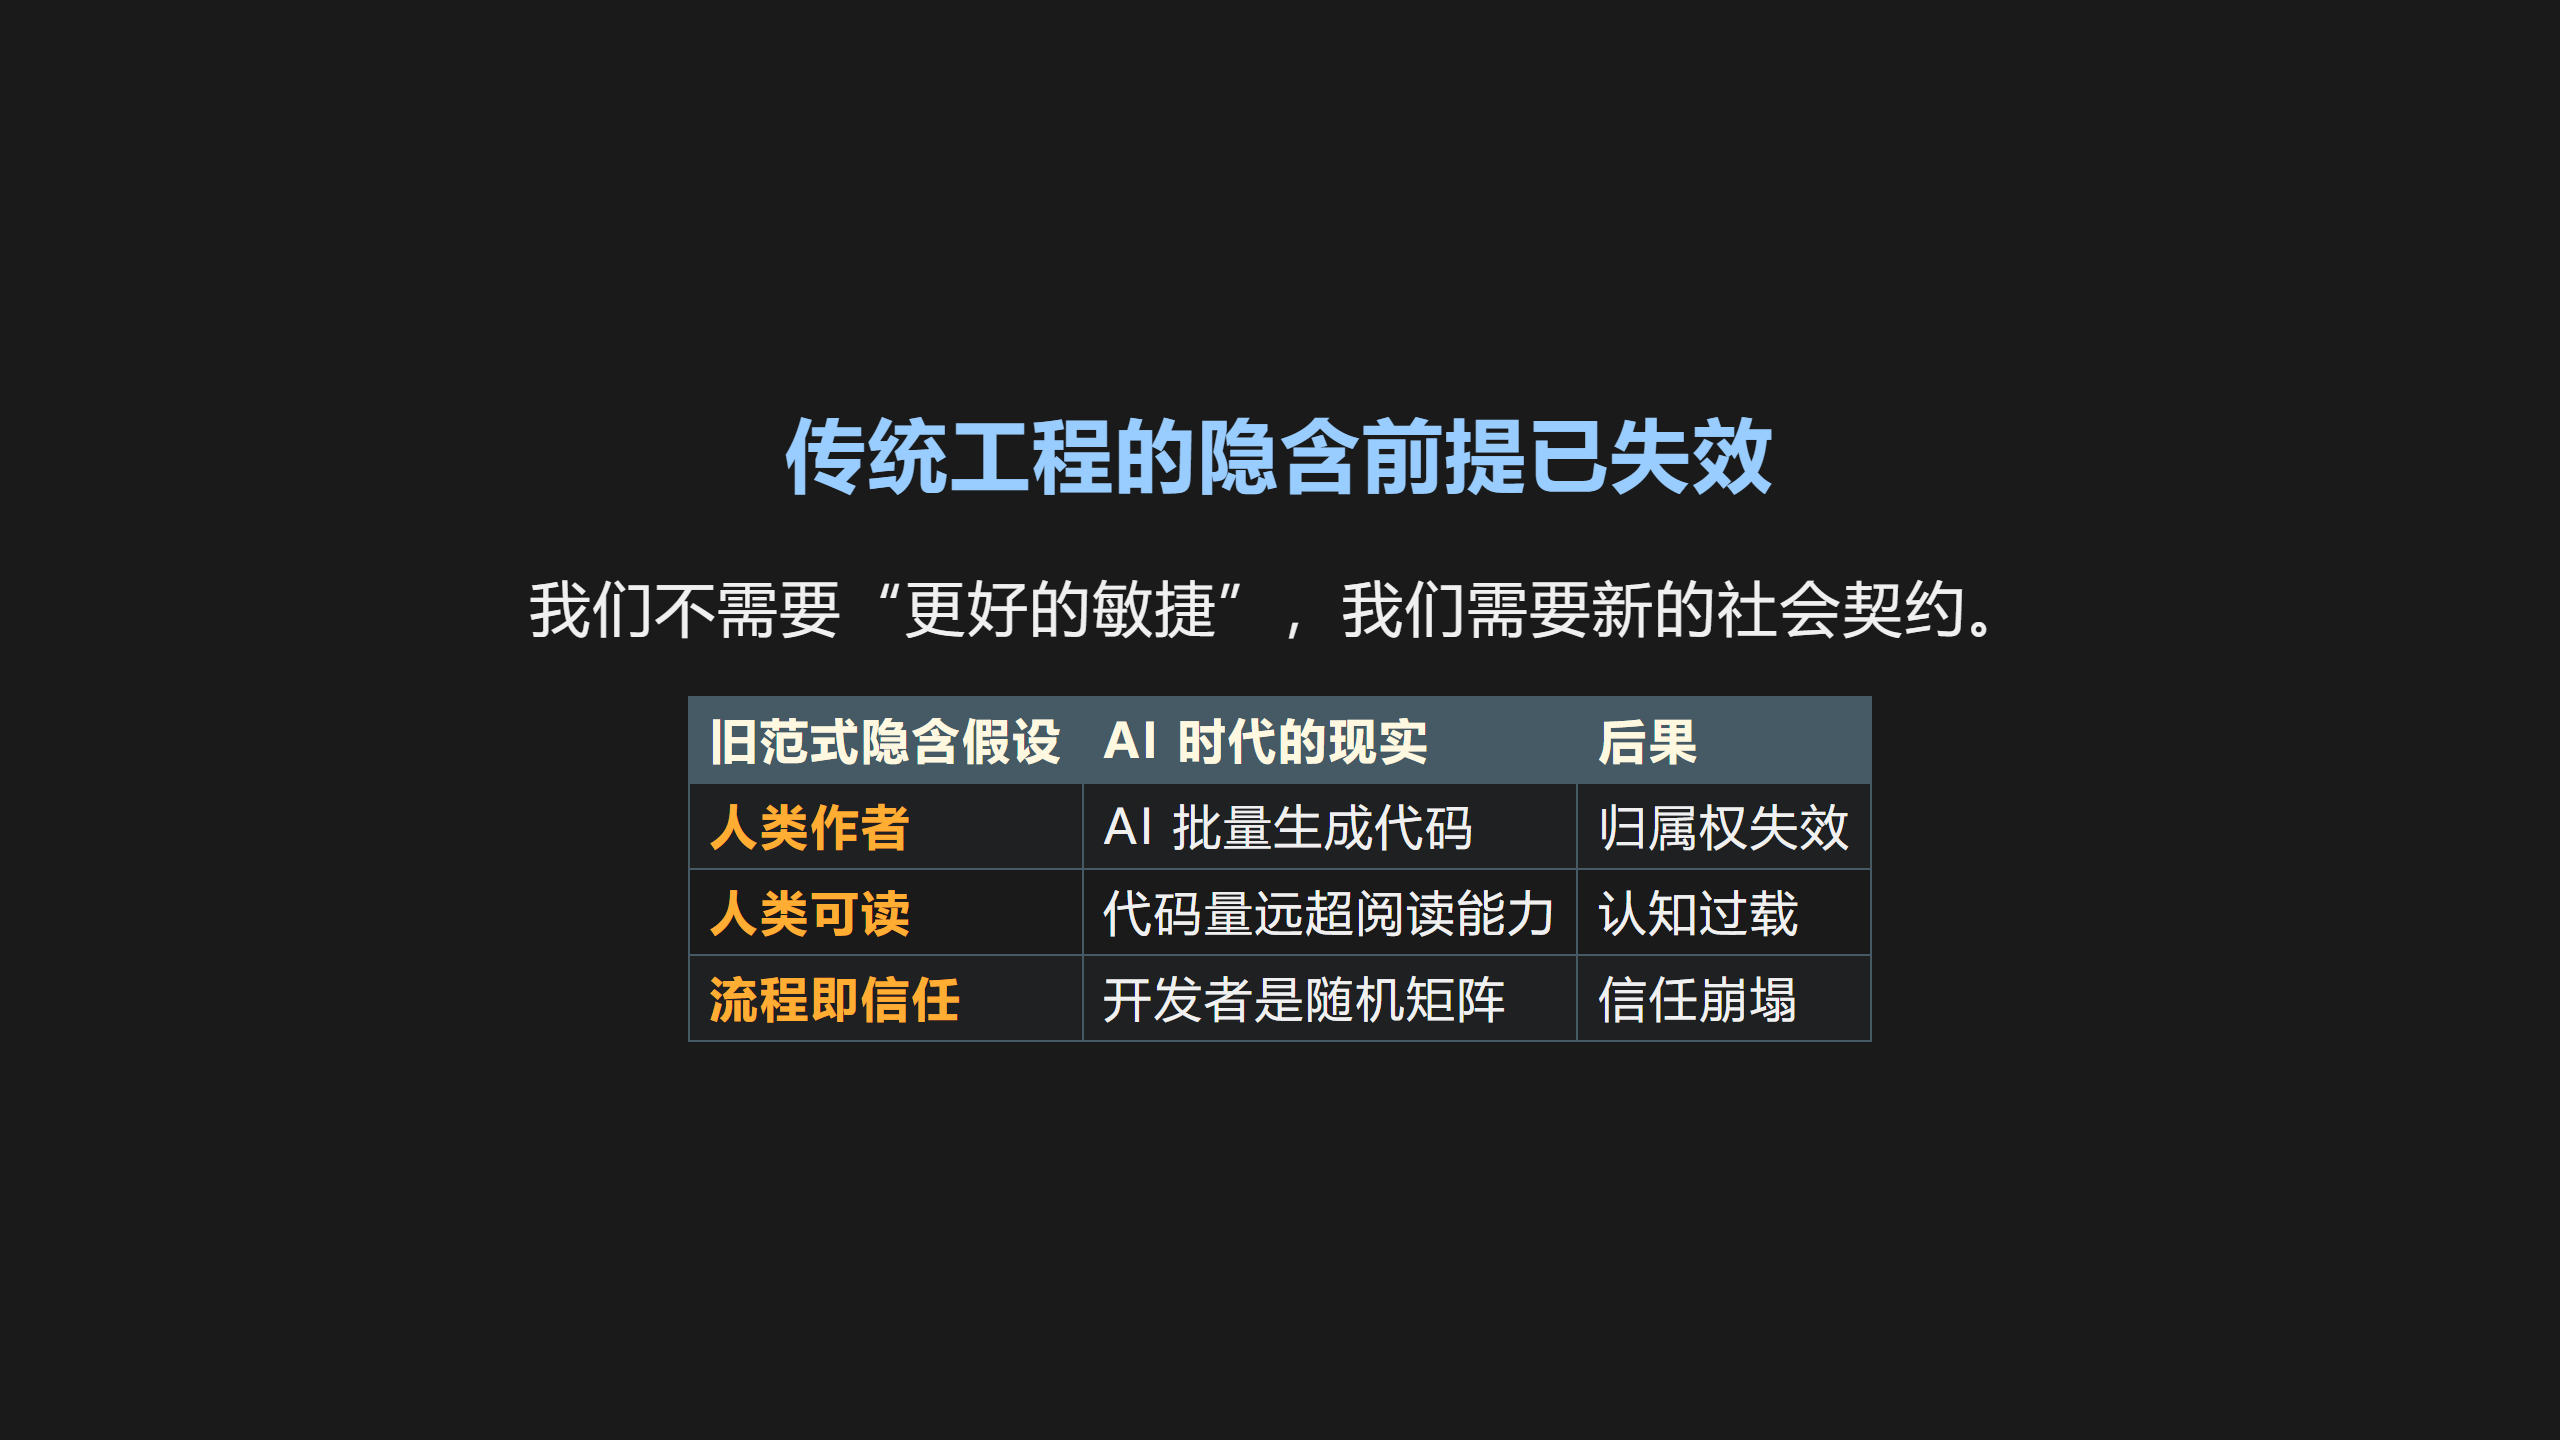 传统工程的隐含前提已失效
我们不需要“更好的敏捷”，我们需要新的社会契约。
旧范式隐含假设 AI 时代的现实 后果
人类作者 AI 批量生成代码 归属权失效
人类可读 代码量远超阅读能力 认知过载
流程即信任 开发者是随机矩阵 信任崩塌